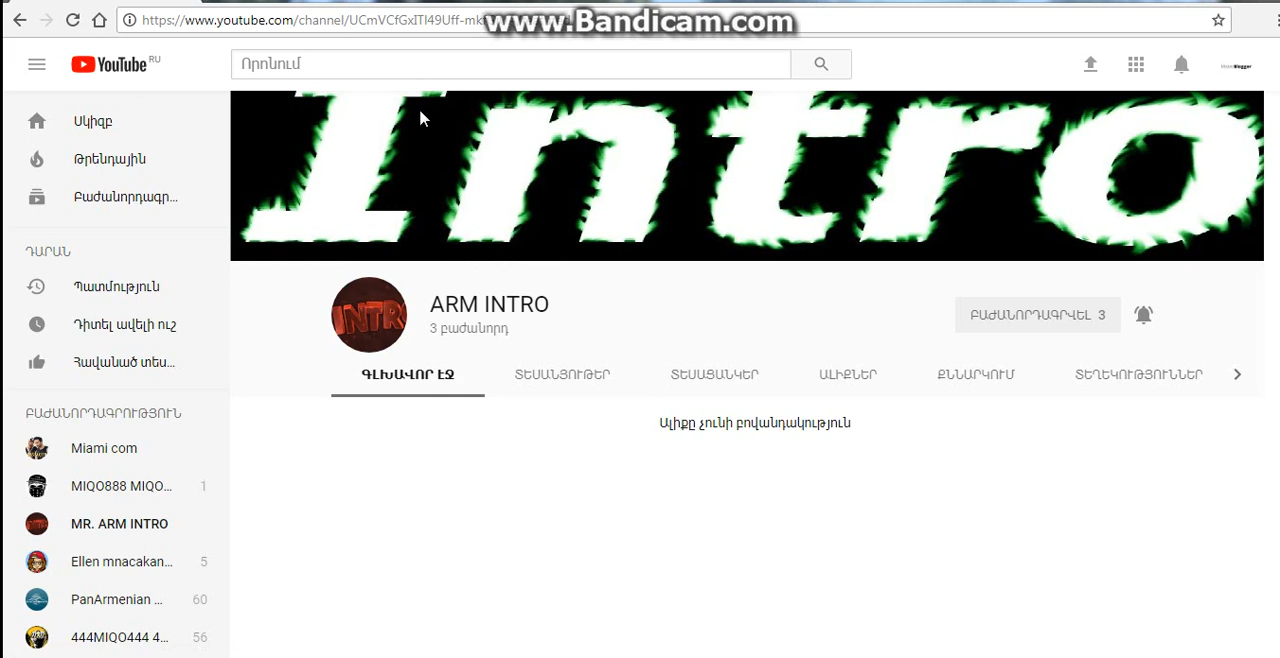 https://www.youtube.com/channel/UCmVCfGxITl49Uff-mk
www.Bandicam.com
YouTube RU
Որոնում
Blogger
Intro
Սկիզբ
Թրենդային
Բաժանորդագր...
ԴԱՐԱՆ
Պատմություն
Դիտել ավելի ուշ
Հավանած տես...
ԲԱԺԱՆՈՐԴԱԳՐՈՒԹՅՈՒՆ
Miami com
MIQO888 MIQO... 1
MR. ARM INTRO
Ellen mnacakan... 5
PanArmenian ... 60
444MIQO444 4... 56
INTR
ARM INTRO
3 բաժանորդ
ԲԱԺԱՆՈՐԴԱԳՐՎԵԼ 3
ԳԼԽԱՎՈՐ ԷՋ ՏԵՍԱՆՅՈՒԹԵՐ ՏԵՍԱՑԱՆԿԵՐ ԱԼԻՔՆԵՐ ՔՆՆԱՐԿՈՒՄ ՏԵՂԵԿՈՒԹՅՈՒՆՆԵՐ
Ալիքը չունի բովանդակություն